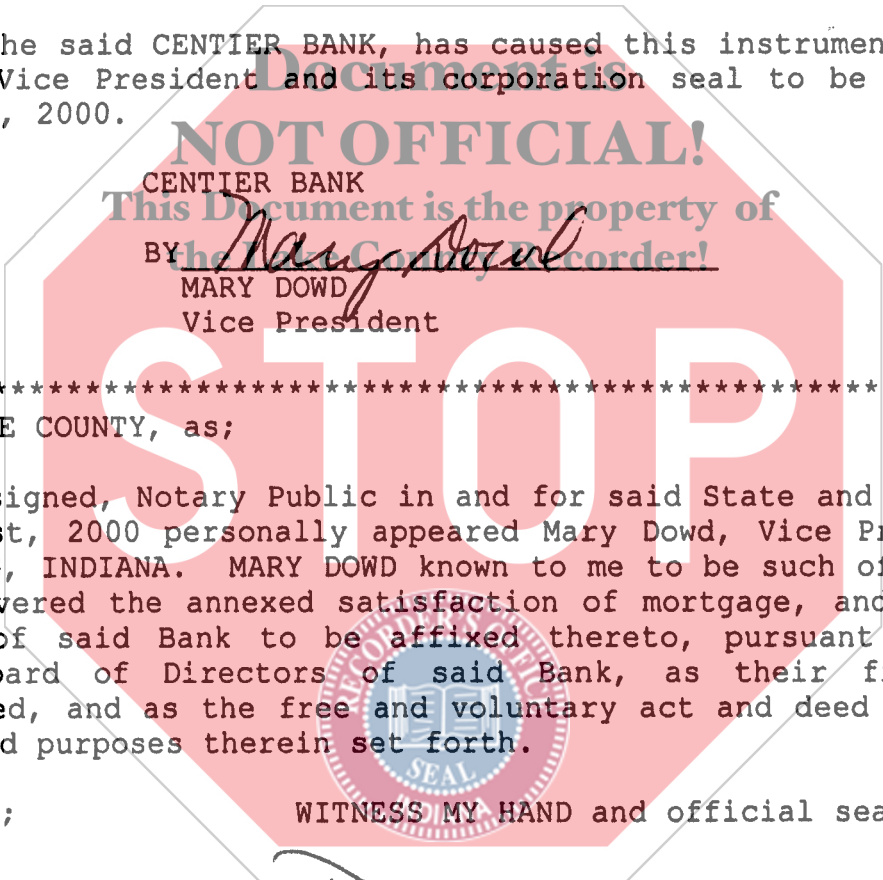 he said CENTIER BANK, has caused this instrumen
Vice President and its corporation seal to be
, 2000.
Document is
NOT OFFICIAL!
This Document is the property of
the Lake County Recorder!
CENTIER BANK
BY Mary Dowd
MARY DOWD
Vice President
STOP
************************************************
E COUNTY, as;
signed, Notary Public in and for said State and
st, 2000 personally appeared Mary Dowd, Vice Pr
, INDIANA. MARY DOWD known to me to be such of
vered the annexed satisfaction of mortgage, and
of said Bank to be affixed thereto, pursuant
oard of Directors of said Bank, as their f
ed, and as the free and voluntary act and deed
d purposes therein set forth.
RECORDER'S OFFICE
SEAL
INDIANA
; WITNESS MY HAND and official sea